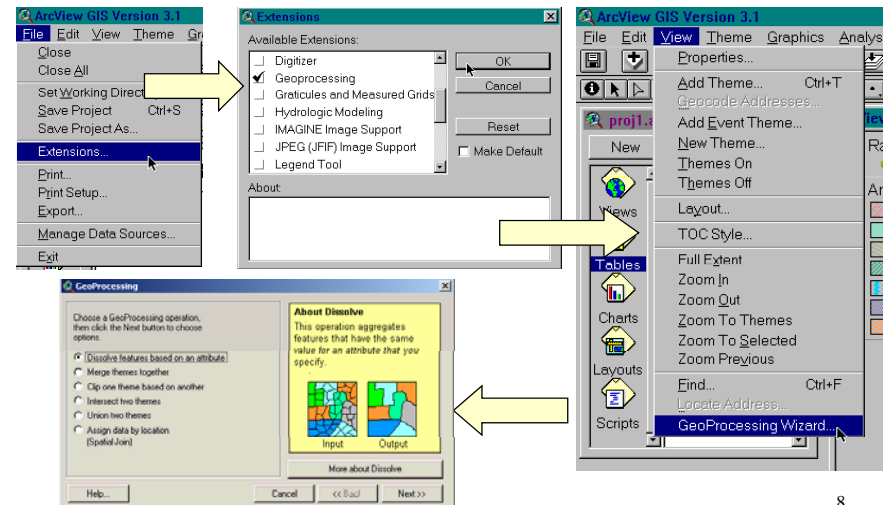 ArcView GIS Version 3.1
File Edit View Theme Gr
Close
Close All
Set Working Direct
Save Project Ctrl+S
Save Project As...
Extensions...
Print...
Print Setup...
Export...
Manage Data Sources...
Exit
Extensions
Available Extensions:
Digitizer
Geoprocessing
Graticules and Measured Grids
Hydrologic Modeling
IMAGINE Image Support
JPEG (JFIF) Image Support
Legend Tool
OK
Cancel
Reset
Make Default
About:
ArcView GIS Version 3.1
File Edit View Theme Graphics Analys
Properties...
Add Theme... Ctrl+T
Geocode Addresses...
Add Event Theme...
New Theme...
Themes On
Themes Off
Layout...
TOC Style...
Full Extent
Zoom In
Zoom Out
Zoom To Themes
Zoom To Selected
Zoom Previous
Find... Ctrl+F
Locate Address...
GeoProcessing Wizard...
proj1.a
New
Views
Tables
Charts
Layouts
Scripts
iew
Ra
Ar
GeoProcessing
Choose a GeoProcessing operation,
then click the Next button to choose
options.
Dissolve features based on an attribute
Merge themes together
Clip one theme based on another
Intersect two themes
Union two themes
Assign data by location
(Spatial Join)
About Dissolve
This operation aggregates
features that have the same
value for an attribute that you
specify.
Input Output
More about Dissolve
Help... Cancel << Back Next >>
8